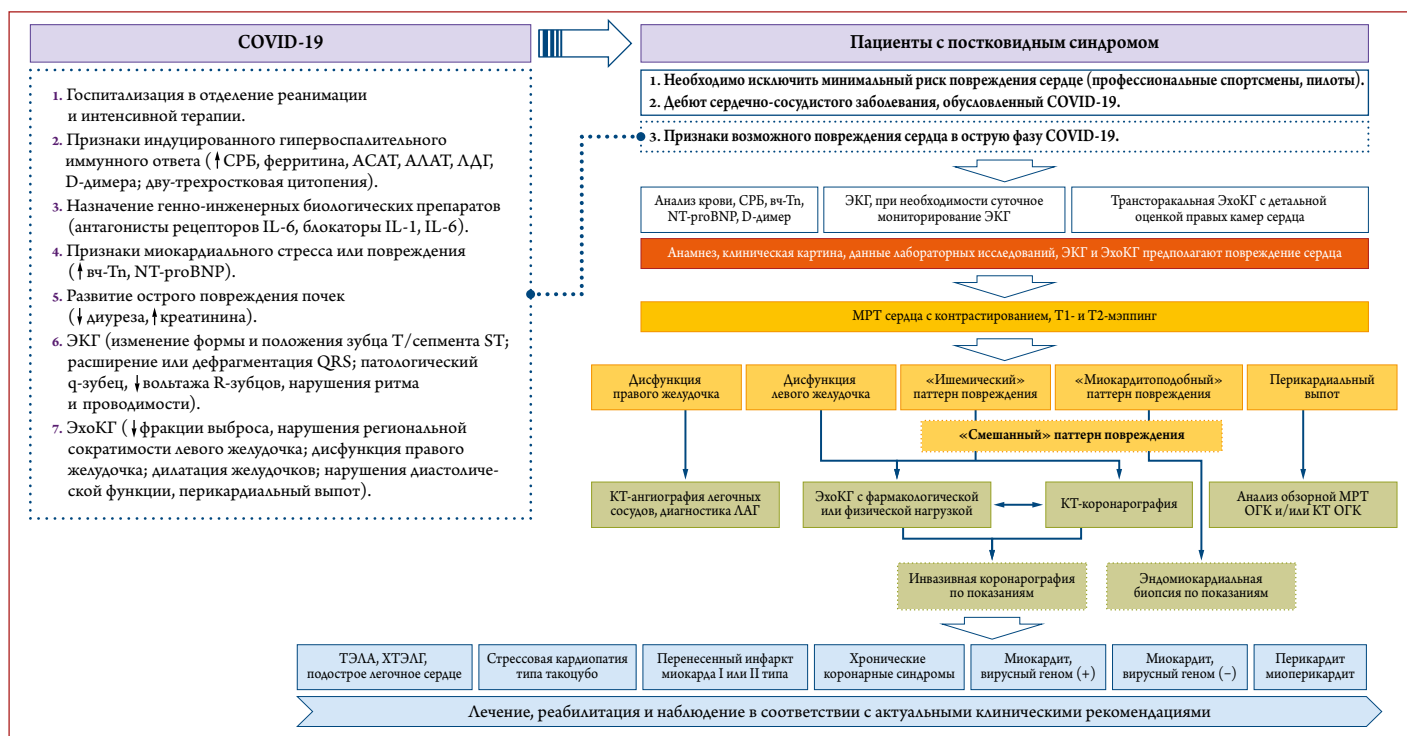 COVID-19
1. Госпитализация в отделение реанимации
и интенсивной терапии.
2. Признаки индуцированного гипервоспалительного
иммунного ответа (↑СРБ, ферритина, АСАТ, АЛАТ, ЛДГ,
D-димера; дву-трехростковая цитопения).
3. Назначение генно-инженерных биологических препаратов
(антагонисты рецепторов IL-6, блокаторы IL-1, IL-6).
4. Признаки миокардиального стресса или повреждения
(↑вч-Tn, NT-proBNP).
5. Развитие острого повреждения почек
(↓диуреза,↑креатинина).
6. ЭКГ (изменение формы и положения зубца T/сепмента ST;
расширение или дефрагментация QRS; патологический
q-зубец, ↓вольтажа R-зубцов, нарушения ритма
и проводимости).
7. ЭхоКГ (↓фракции выброса, нарушения региональной
сократимости левого желудочка; дисфункция правого
желудочка; дилатация желудочков; нарушения диастоличе-
ской функции, перикардиальный выпот).
Пациенты с постковидным синдромом
1. Необходимо исключить минимальный риск повреждения сердце (профессиональные спортсмены, пилоты).
2. Дебют сердечно-сосудистого заболевания, обусловленный COVID-19.
3. Признаки возможного повреждения сердца в острую фазу COVID-19.
Анализ крови, СРБ, вч-Tn,
NT-proBNP, D-димер
ЭКГ, при необходимости суточное
мониторирование ЭКГ
Трансторакальная ЭхоКГ с детальной
оценкой правых камер сердца
Анамнез, клиническая картина, данные лабораторных исследований, ЭКГ и ЭхоКГ предполагают повреждение сердца
МРТ сердца с контрастированием, T1- и T2-мэппинг
Дисфункция
правого желудочка
Дисфункция
левого желудочка
«Ишемический»
паттерн повреждения
«Миокардитоподобный»
паттерн повреждения
Перикардиальный
выпот
«Смешанный» паттерн повреждения
КТ-ангиография легочных
сосудов, диагностика ЛАГ
ЭхоКГ с фармакологической
или физической нагрузкой
КТ-коронарография
Анализ обзорной МРТ
ОГК и/или КТ ОГК
Инвазивная коронарография
по показаниям
Эндомиокардиальная
биопсия по показаниям
ТЭЛА, ХТЭЛГ,
подострое легочное сердце
Стрессовая кардиопатия
типа такоцубо
Перенесенный инфаркт
миокарда I или II типа
Хронические
коронарные синдромы
Миокардит,
вирусный геном (+)
Миокардит,
вирусный геном (–)
Перикардит
миоперикардит
Лечение, реабилитация и наблюдение в соответствии с актуальными клиническими рекомендациями